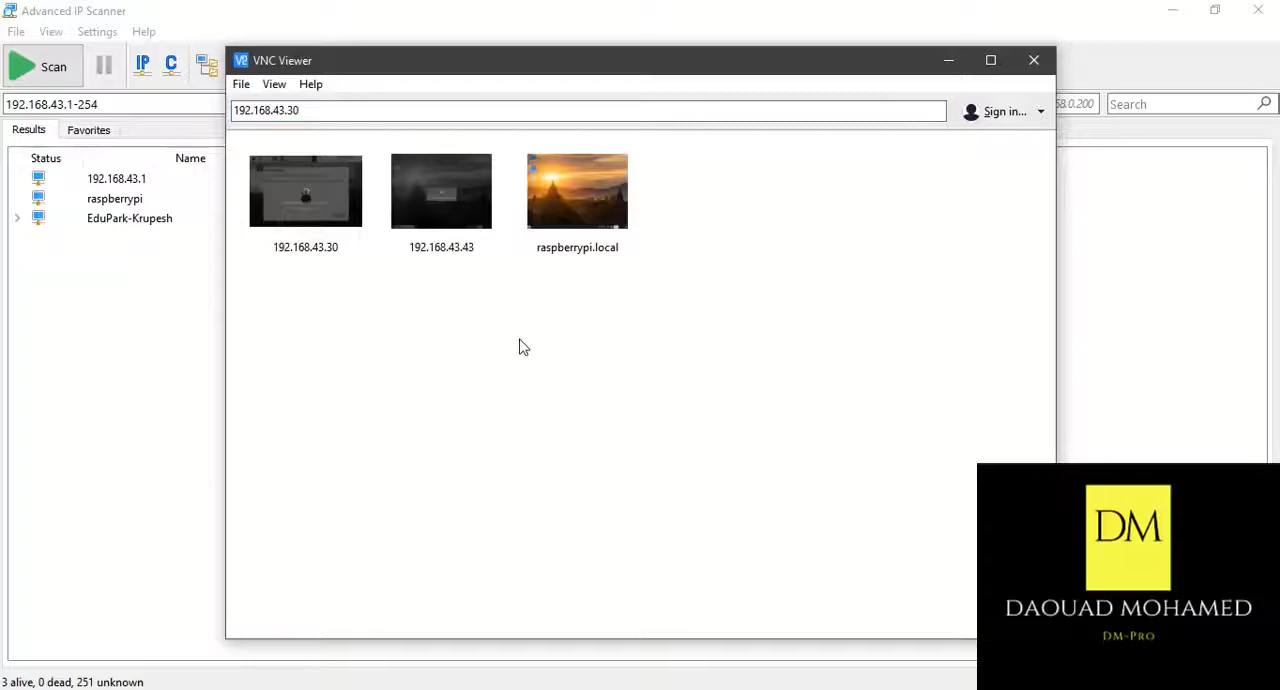 Advanced IP Scanner
File View Settings Help
Scan
IP
C
192.168.43.1-254
58.0.200
Search
Results Favorites
Status Name
192.168.43.1
raspberrypi
EduPark-Krupesh
VNC Viewer
File View Help
192.168.43.30
Sign in...
192.168.43.30
192.168.43.43
raspberrypi.local
DM
DAOUAD MOHAMED
DM-PRO
3 alive, 0 dead, 251 unknown